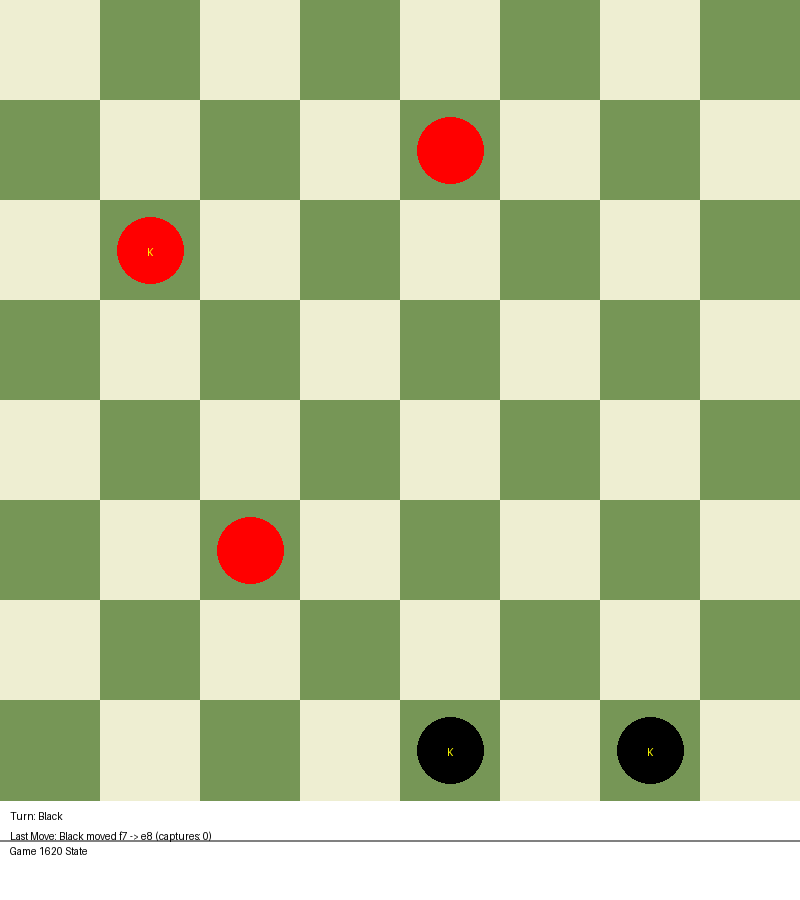 K
K
K
Turn: Black
Last Move: Black moved f7 -> e8 (captures: 0)
Game 1620 State